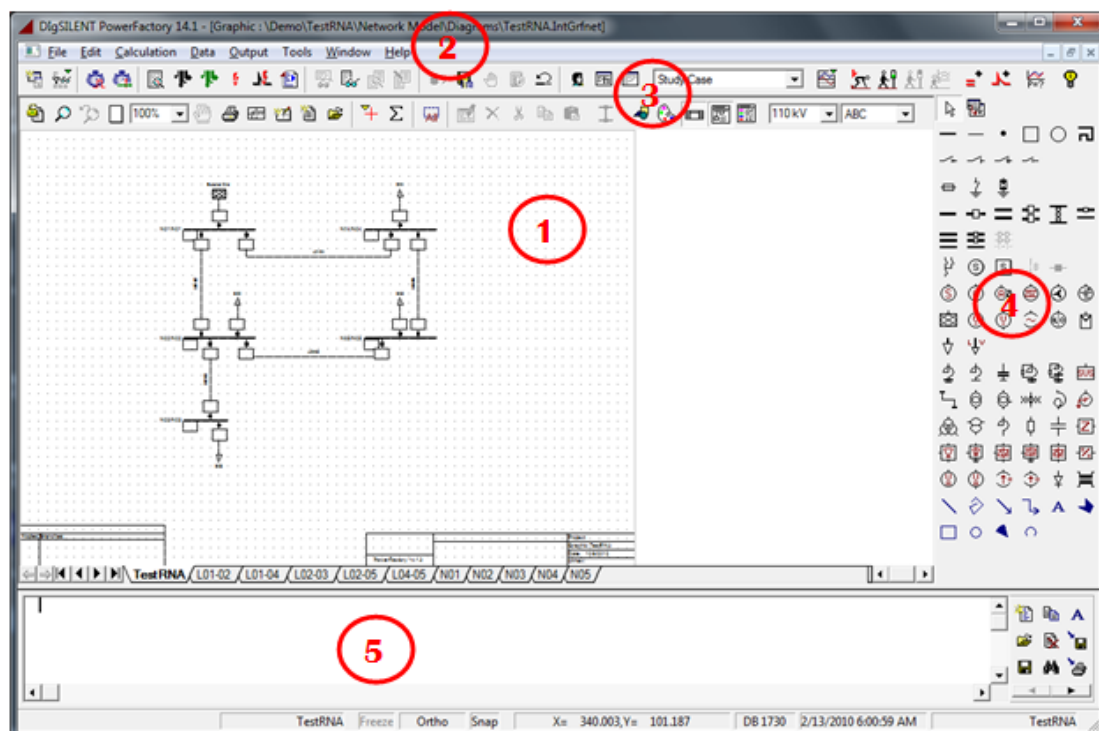 DIgSILENT PowerFactory 14.1 - [Graphic : \Demo\TestRNA\Network Model\Diagrams\TestRNA.IntGrfnet]
File Edit Calculation Data Output Tools Window Help
2
Study Case
3
100%
110 kV
ABC
1
4
TestRNA L01-02 L01-04 L02-03 L02-05 L04-05 N01 N02 N03 N04 N05
5
TestRNA Freeze Ortho Snap X= 340.003,Y= 101.187 DB 1730 2/13/2010 6:00:59 AM TestRNA